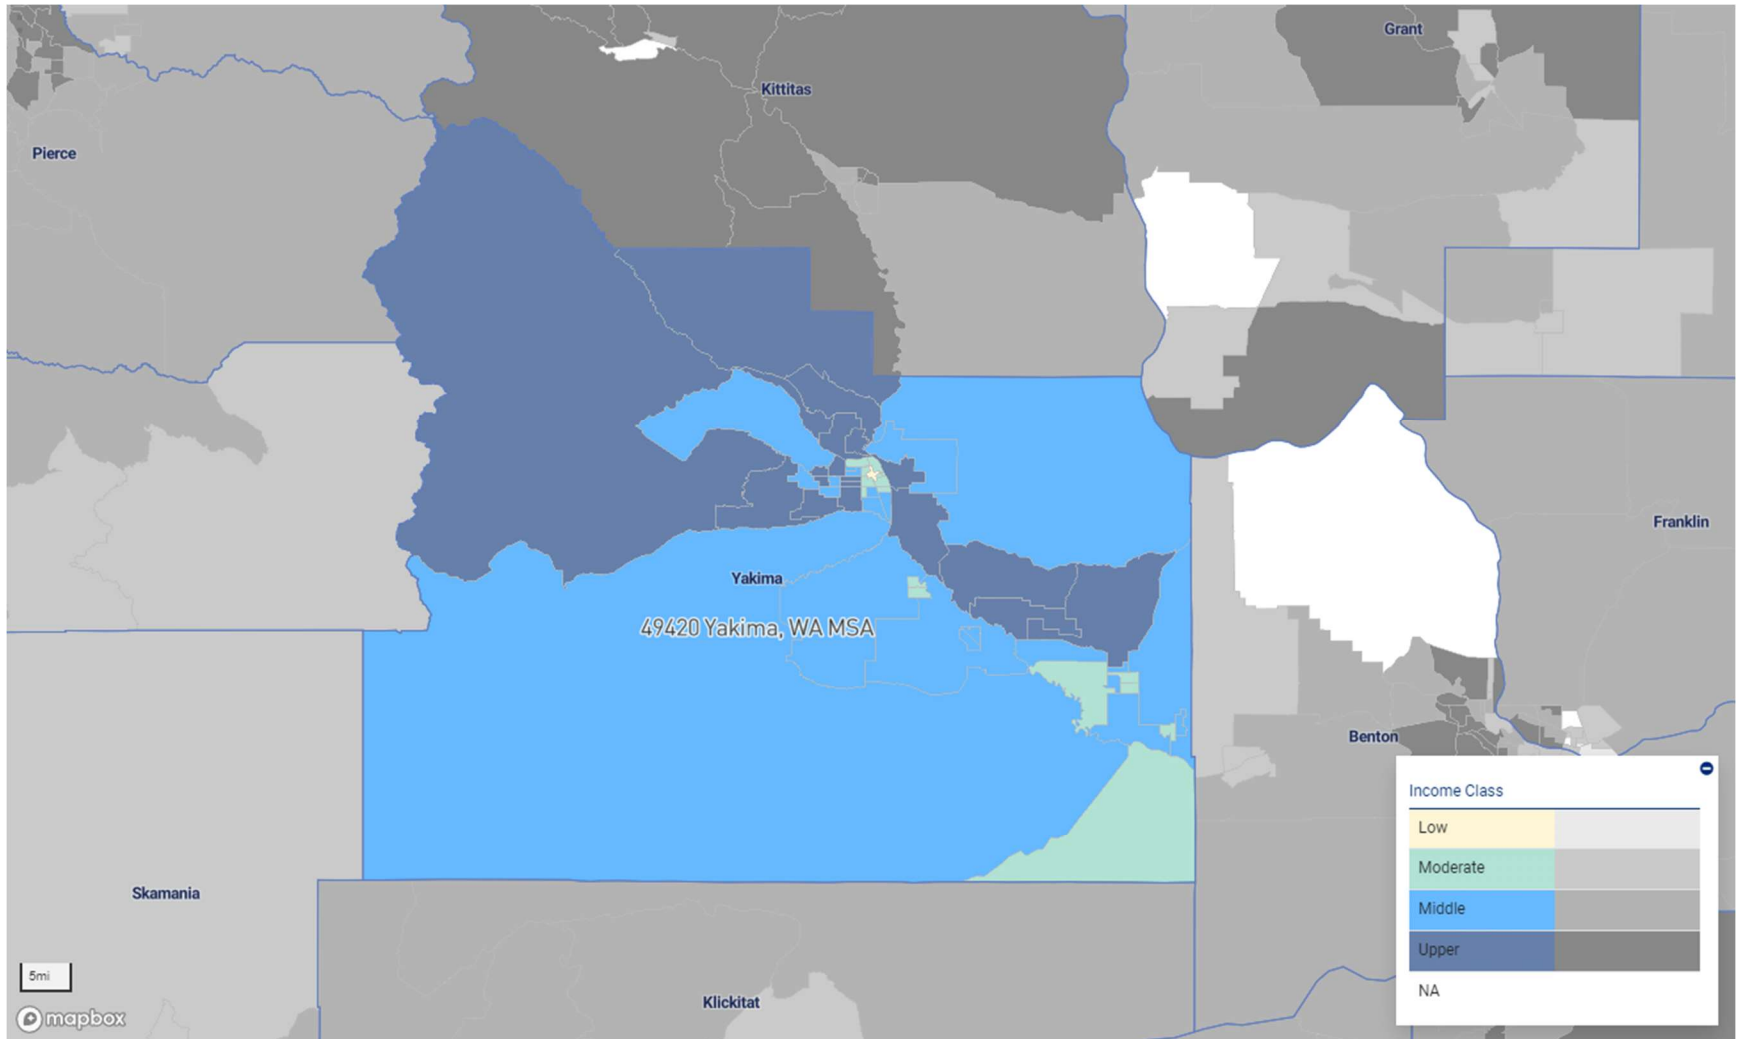 Grant
Kittitas
Pierce
Franklin
Yakima
49420 Yakima, WA MSA
Benton
Income Class
Low
Moderate
Middle
Upper
NA
Skamania
5mi
Klickitat
mapbox